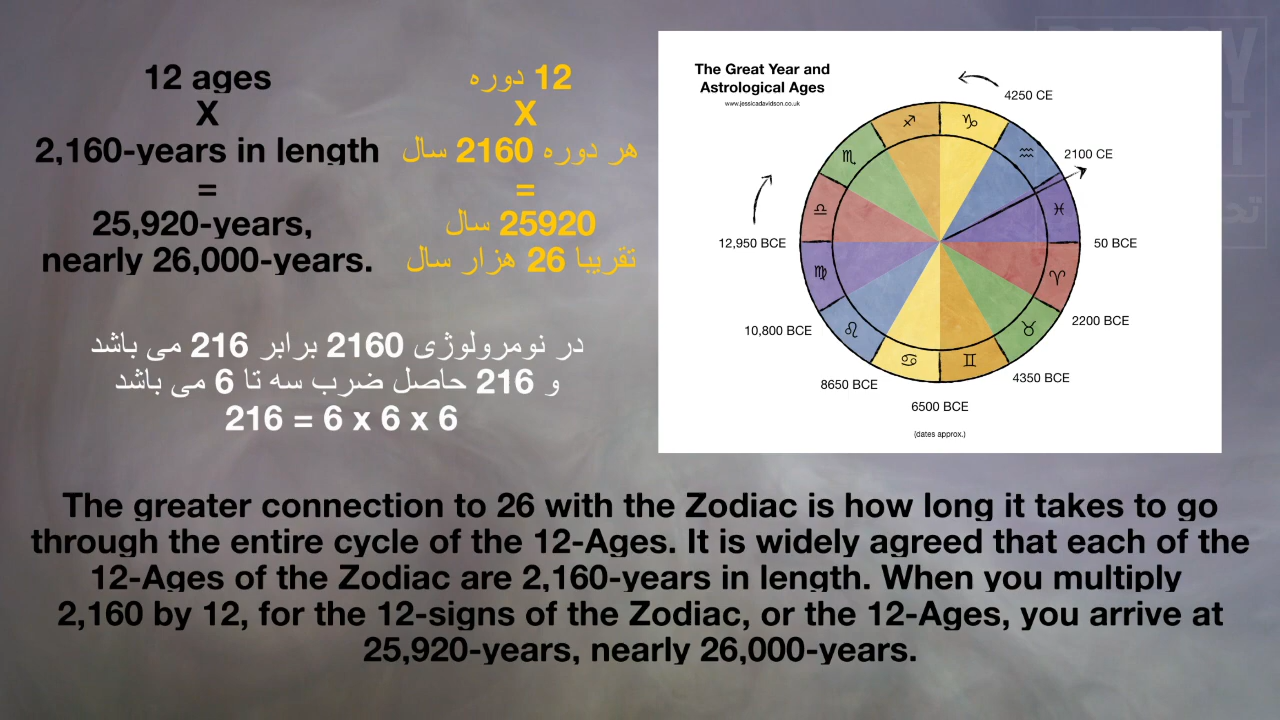 12 ages
X
2,160-years in length
=
25,920-years,
nearly 26,000-years.
12 دوره
X
هر دوره 2160 سال
=
25920 سال
تقریبا 26 هزار سال
در نومرولوژی 2160 برابر 216 می باشد
و 216 حاصل ضرب سه تا 6 می باشد
216 = 6 x 6 x 6
The Great Year and
Astrological Ages
www.jessicadavidson.co.uk
4250 CE
2100 CE
50 BCE
2200 BCE
4350 BCE
6500 BCE
8650 BCE
10,800 BCE
12,950 BCE
(dates approx.)
The greater connection to 26 with the Zodiac is how long it takes to go
through the entire cycle of the 12-Ages. It is widely agreed that each of the
12-Ages of the Zodiac are 2,160-years in length. When you multiply
2,160 by 12, for the 12-signs of the Zodiac, or the 12-Ages, you arrive at
25,920-years, nearly 26,000-years.